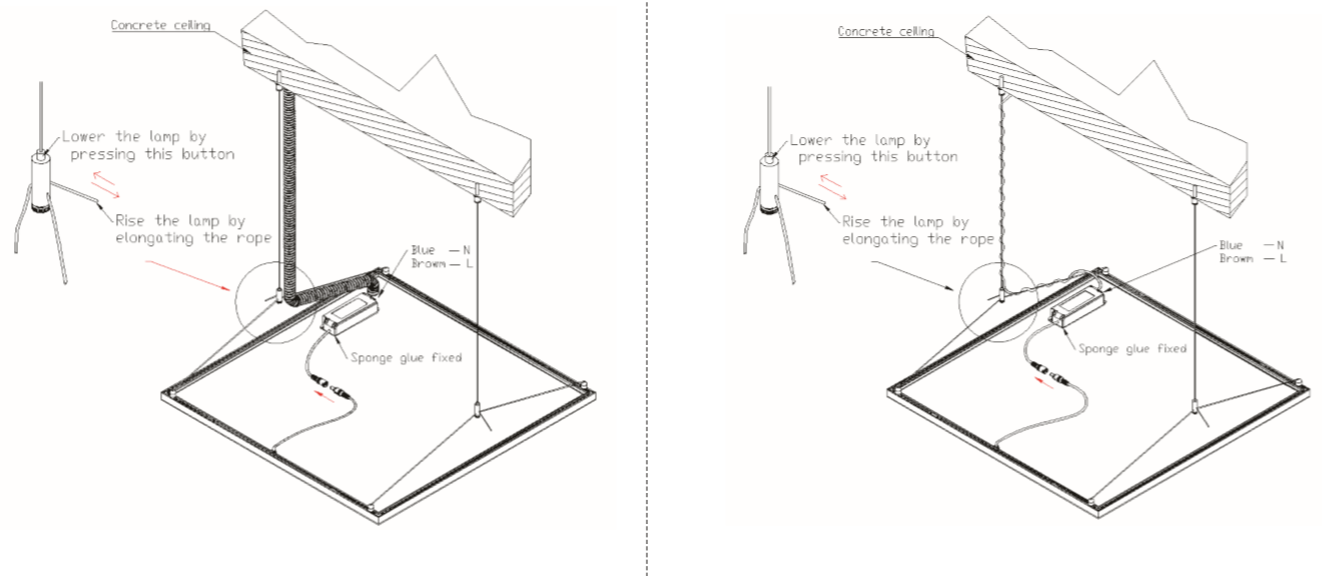 Concrete ceiling
Lower the lamp by
pressing this button
Rise the lamp by
elongating the rope
Blue — N
Brown — L
Sponge glue fixed
Concrete ceiling
Lower the lamp by
pressing this button
Rise the lamp by
elongating the rope
Blue — N
Brown — L
Sponge glue fixed